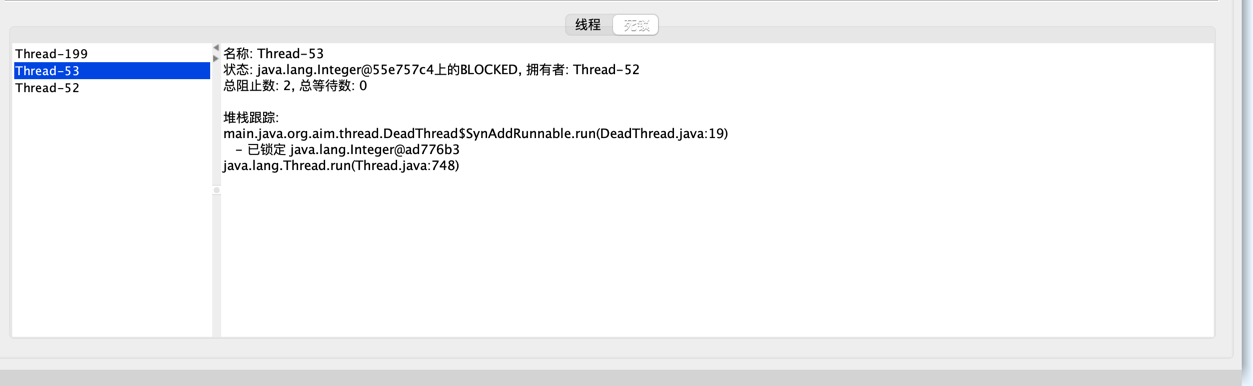 线程 死锁
Thread-199
Thread-53
Thread-52
名称: Thread-53
状态: java.lang.Integer@55e757c4上的BLOCKED, 拥有者: Thread-52
总阻止数: 2, 总等待数: 0
堆栈跟踪:
main.java.org.aim.thread.DeadThread$SynAddRunnable.run(DeadThread.java:19)
- 已锁定 java.lang.Integer@ad776b3
java.lang.Thread.run(Thread.java:748)